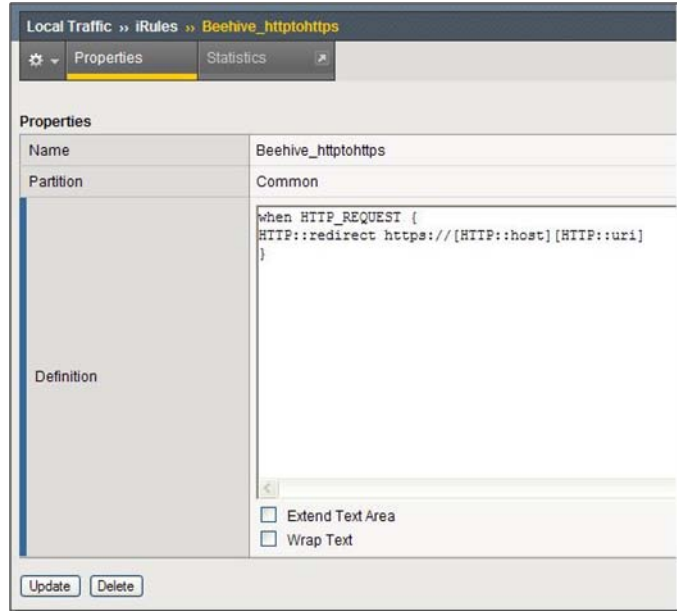 Local Traffic » iRules » Beehive_httptohttps
Properties Statistics
Properties
Name Beehive_httptohttps
Partition Common
Definition
when HTTP_REQUEST {
HTTP::redirect https://[HTTP::host][HTTP::uri]
}
Extend Text Area
Wrap Text
Update Delete